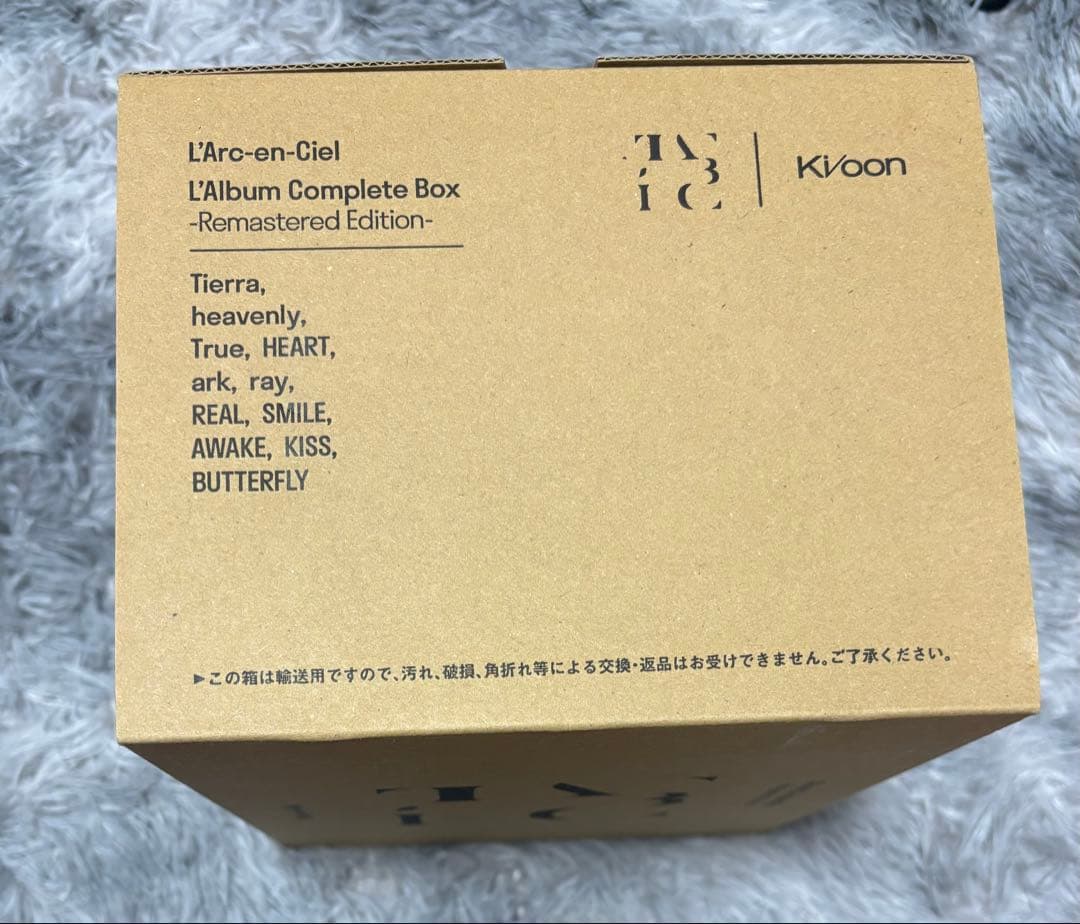 L'Arc-en-Ciel
L'Album Complete Box
-Remastered Edition-
Tierra,
heavenly,
True, HEART,
ark, ray,
REAL, SMILE,
AWAKE, KISS,
BUTTERFLY
Ki/oon
▶この箱は輸送用ですので、汚れ、破損、角折れ等による交換・返品はお受けできません。ご了承ください。